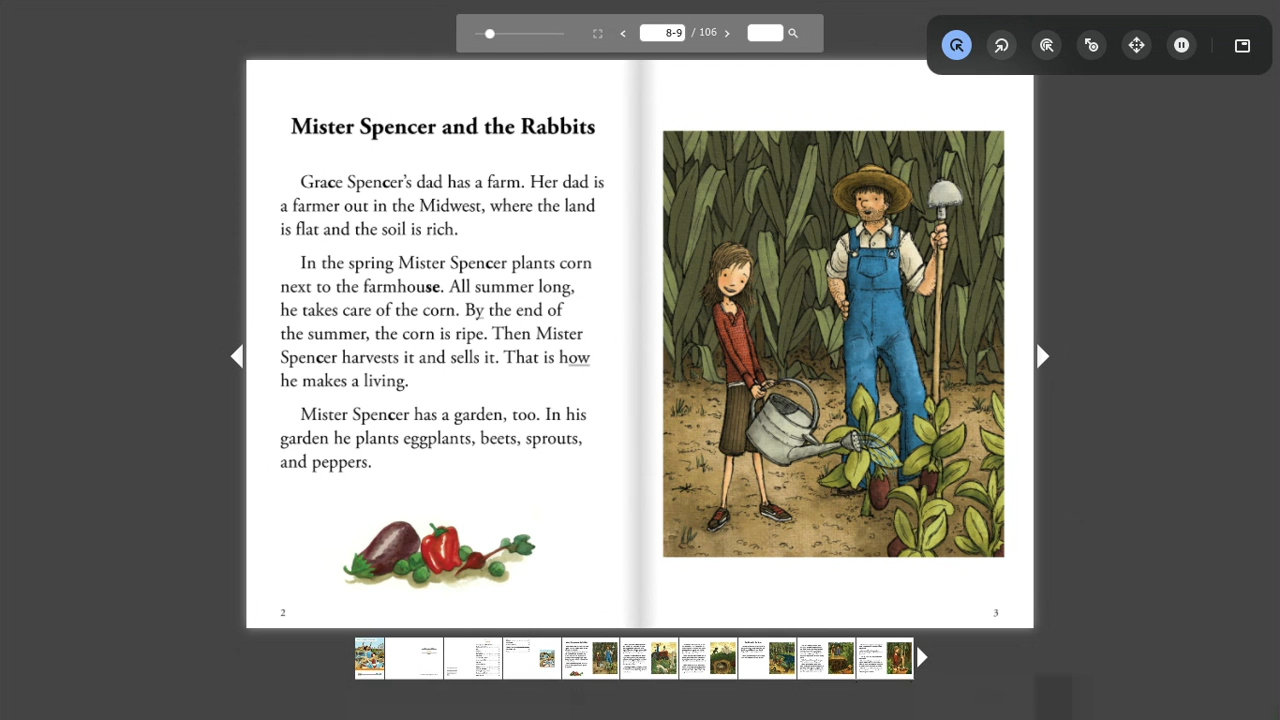 8-9 / 106
Mister Spencer and the Rabbits
Grace Spencer's dad has a farm. Her dad is
a farmer out in the Midwest, where the land
is flat and the soil is rich.
In the spring Mister Spencer plants corn
next to the farmhouse. All summer long,
he takes care of the corn. By the end of
the summer, the corn is ripe. Then Mister
Spencer harvests it and sells it. That is how
he makes a living.
Mister Spencer has a garden, too. In his
garden he plants eggplants, beets, sprouts,
and peppers.
2
3